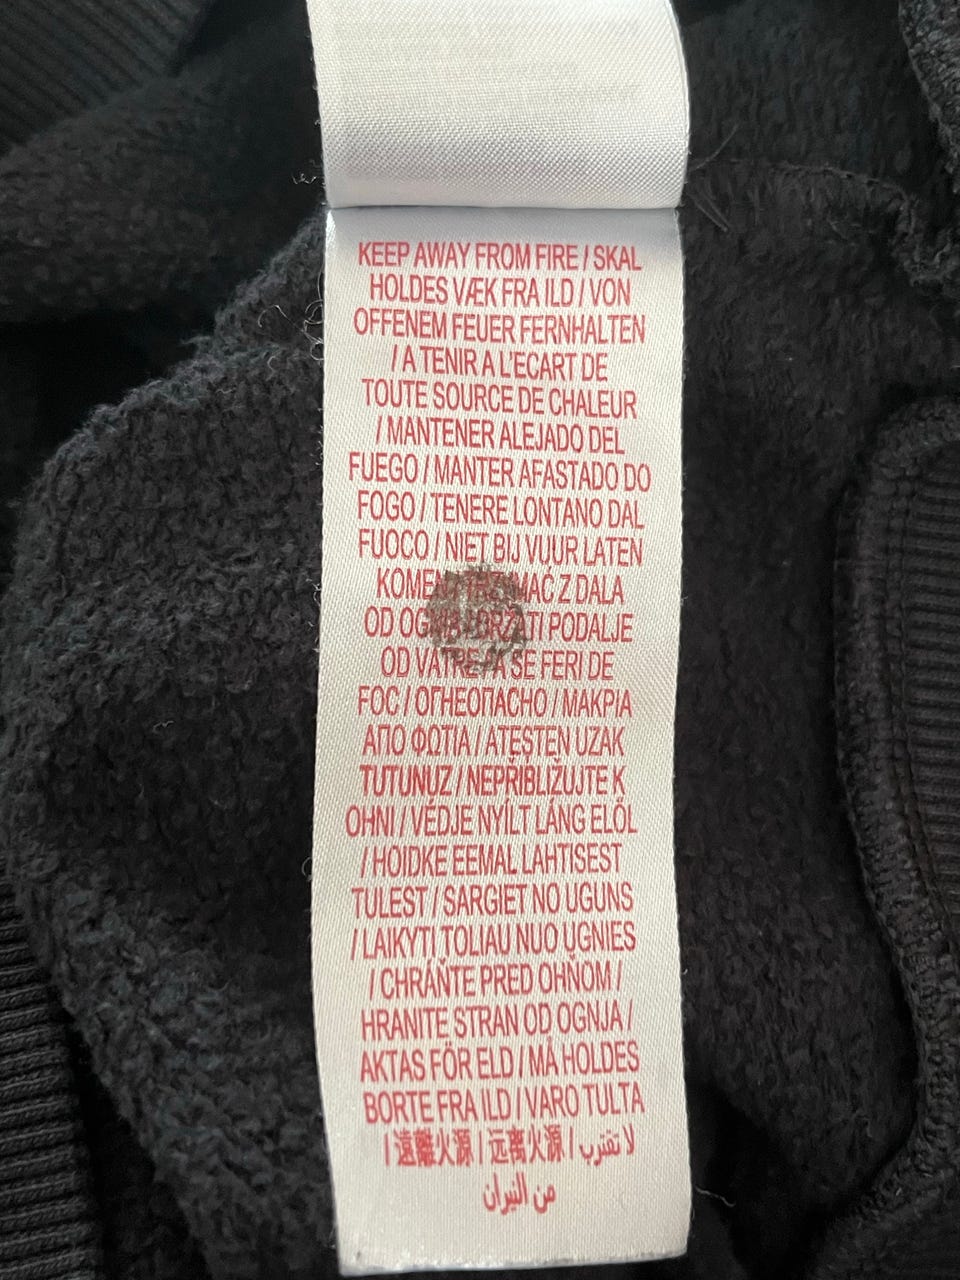 KEEP AWAY FROM FIRE / SKAL
HOLDES VÆK FRA ILD / VON
OFFENEM FEUER FERNHALTEN
/ A TENIR A L'ECART DE
TOUTE SOURCE DE CHALEUR
/ MANTENER ALEJADO DEL
FUEGO / MANTER AFASTADO DO
FOGO / TENERE LONTANO DAL
FUOCO / NIET BIJ VUUR LATEN
KOMEN / TRZYMAĆ Z DALA
OD PODALJE
OD VATRE / A SE FERI DE
FOC / ОГНЕОПАСНО / ΜΑΚΡΙΑ
ΑΠΟ ΦΩΤΙΑ / ATEŞTEN UZAK
TUTUNUZ / NEPŘIBLIŽUJTE K
OHNI / VÉDJE NYÍLT LÁNG ELŐL
/ HOIDKE EEMAL LAHTISEST
TULEST / SARGIET NO UGUNS
/ LAIKYTI TOLIAU NUO UGNIES
/ CHRÁŇTE PRED OHŇOM /
HRANITE STRAN OD OGNJA /
AKTAS FÖR ELD / MÅ HOLDES
BORTE FRA ILD / VARO TULTA
/ 遠離火源 / 远离火源 / لا تقترب
من النيران